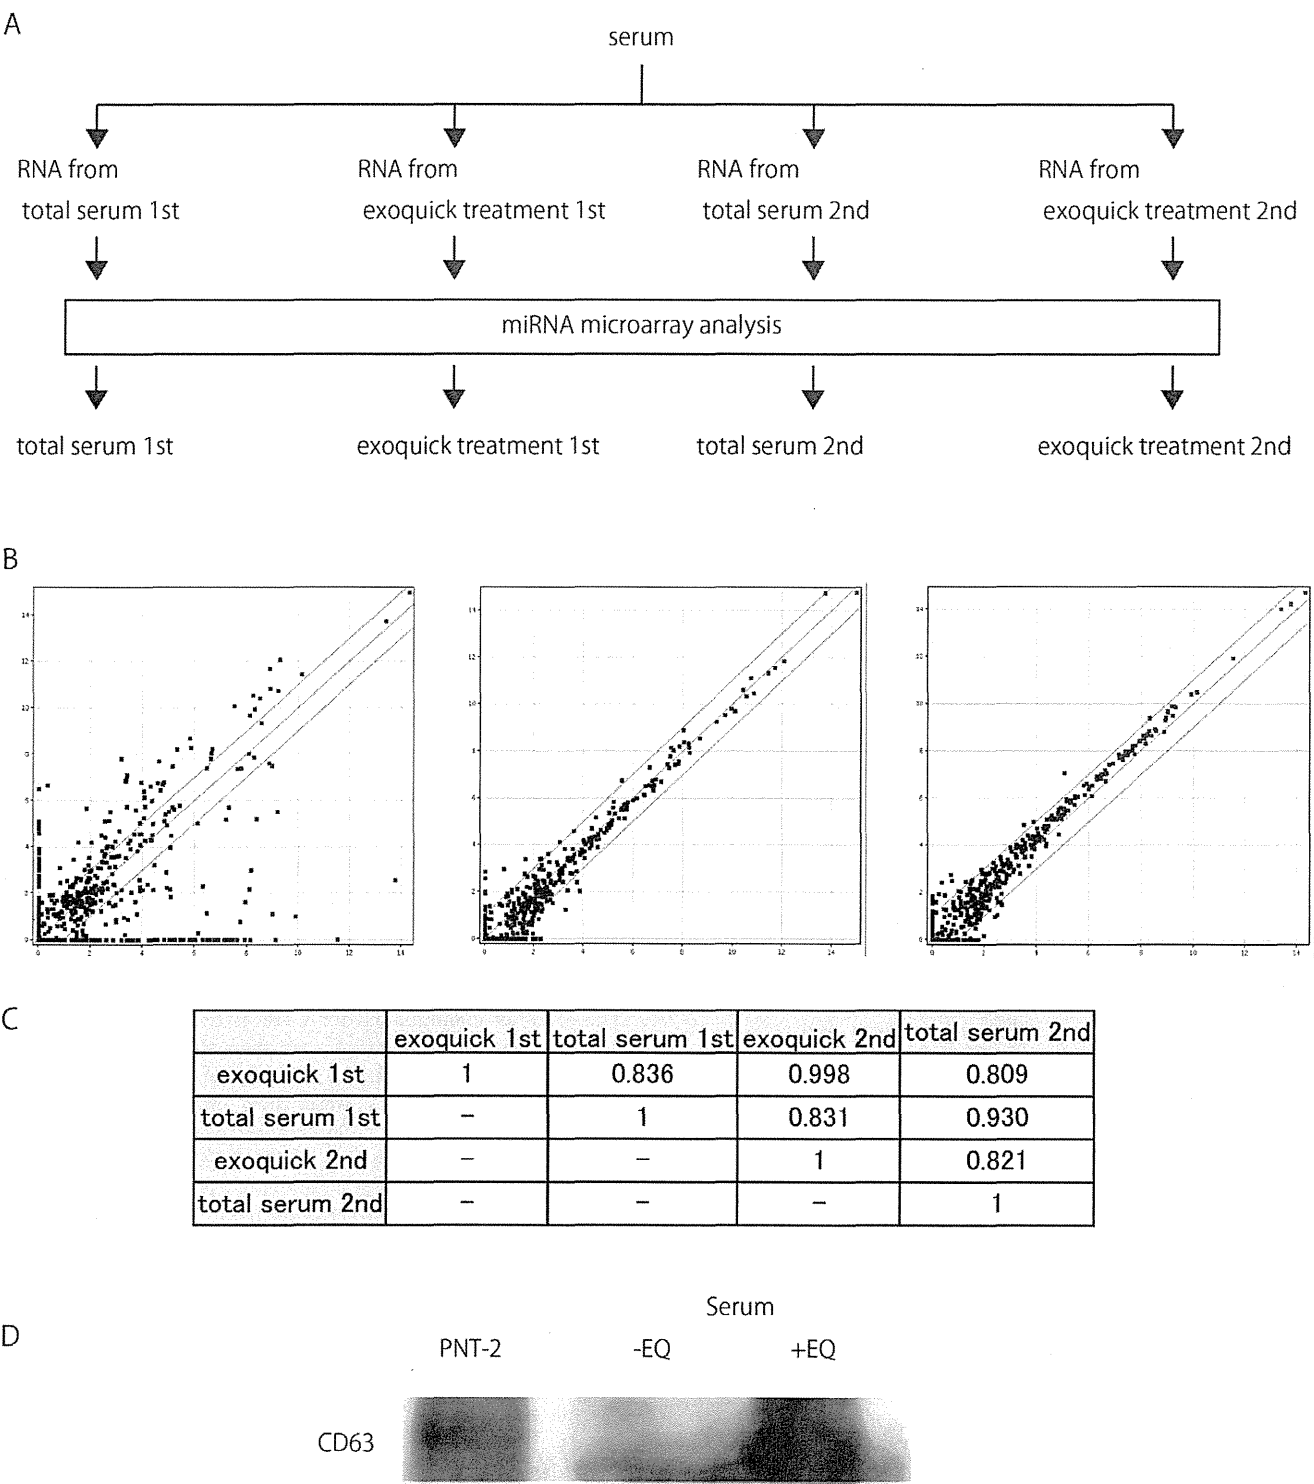 A
serum
RNA from
total serum 1st
RNA from
exoquick treatment 1st
RNA from
total serum 2nd
RNA from
exoquick treatment 2nd
miRNA microarray analysis
total serum 1st
exoquick treatment 1st
total serum 2nd
exoquick treatment 2nd
B
C
exoquick 1st total serum 1st exoquick 2nd total serum 2nd
exoquick 1st 1 0.836 0.998 0.809
total serum 1st – 1 0.831 0.930
exoquick 2nd – – 1 0.821
total serum 2nd – – – 1
D
Serum
PNT-2 -EQ +EQ
CD63